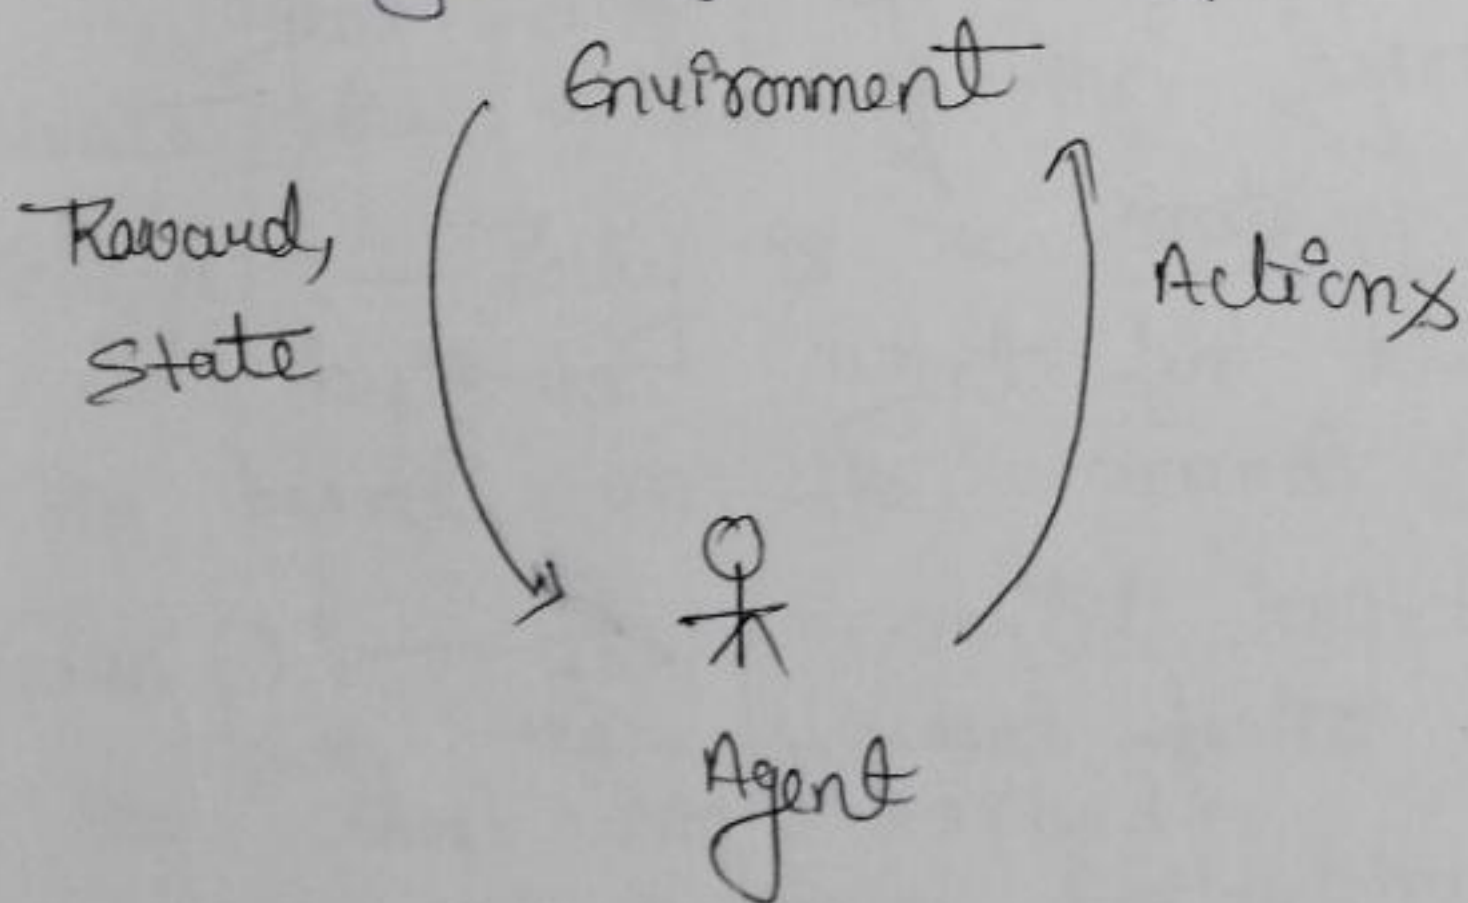 Environment
Reward,
State
Actions
Agent